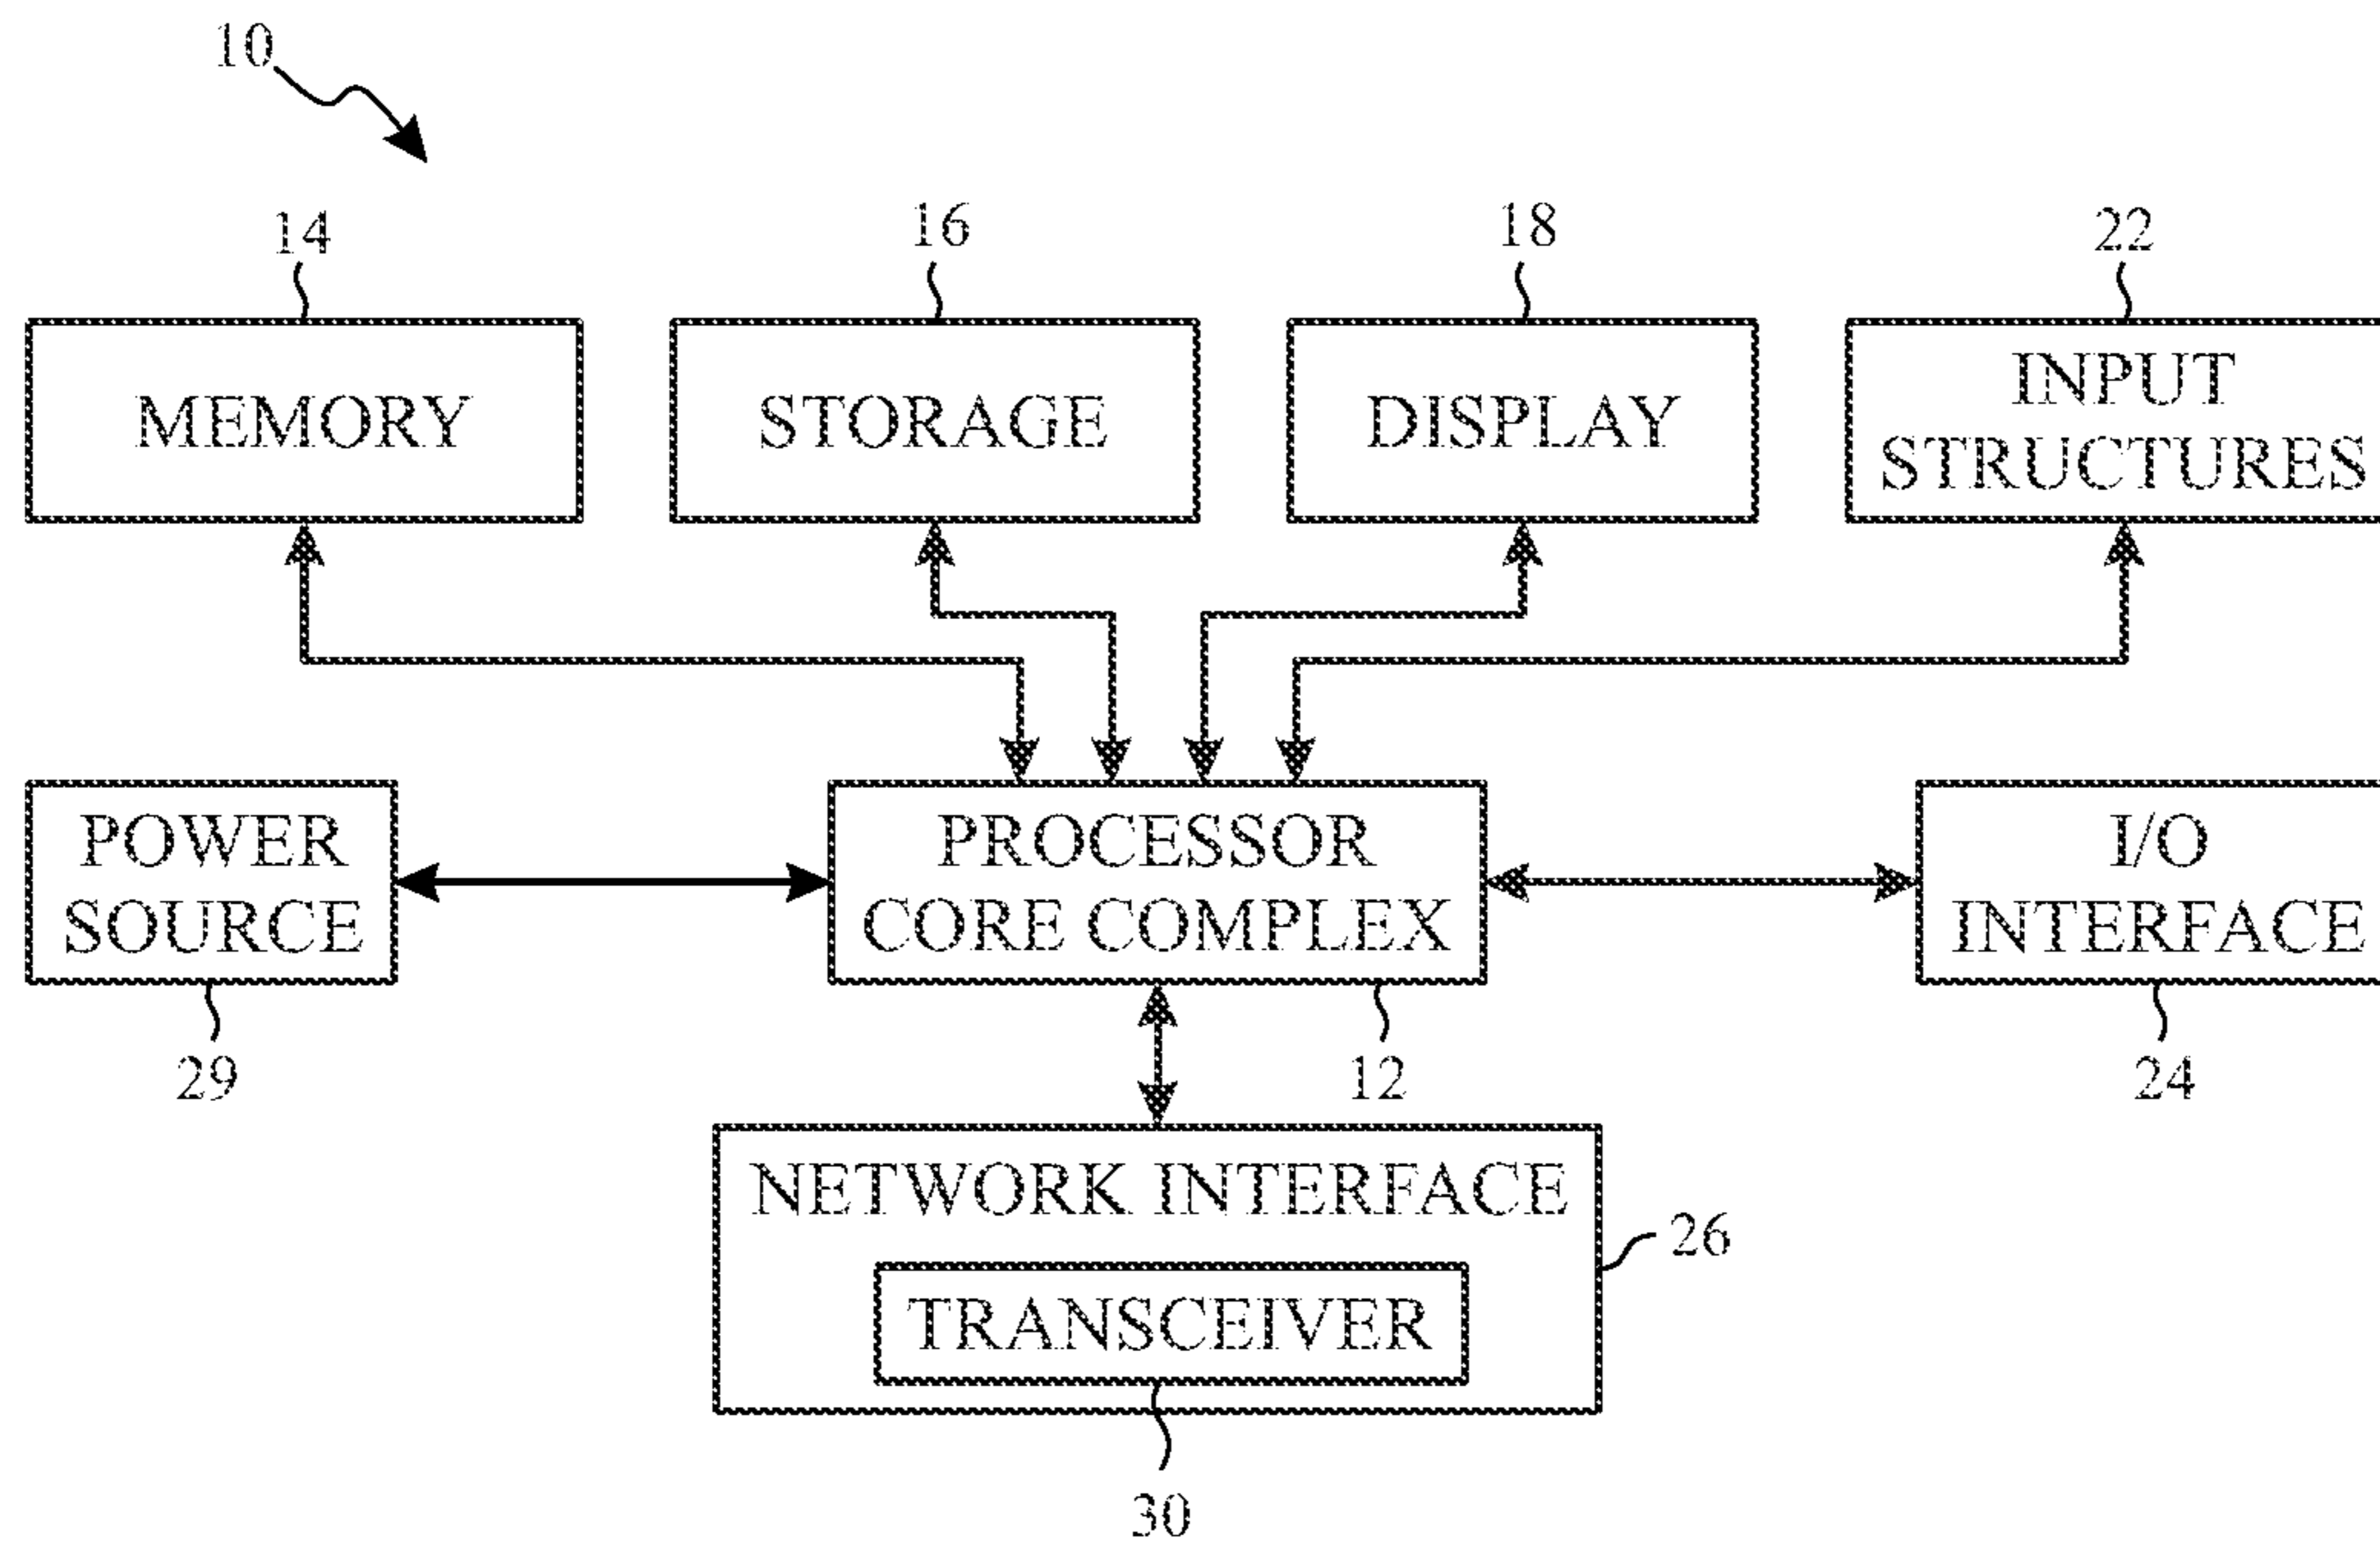 10
14
16
18
22
MEMORY
STORAGE
DISPLAY
INPUT
STRUCTURES
POWER
SOURCE
PROCESSOR
CORE COMPLEX
I/O
INTERFACE
29
12
24
NETWORK INTERFACE
26
TRANSCEIVER
30